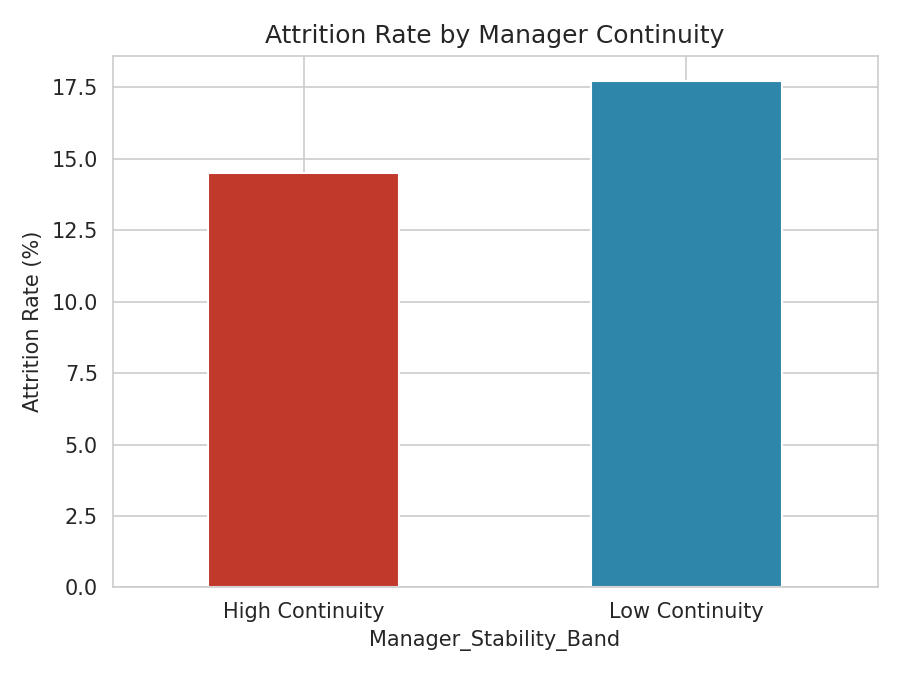 Attrition Rate by Manager Continuity
Attrition Rate (%)
17.5
15.0
12.5
10.0
7.5
5.0
2.5
0.0
High Continuity
Low Continuity
Manager_Stability_Band